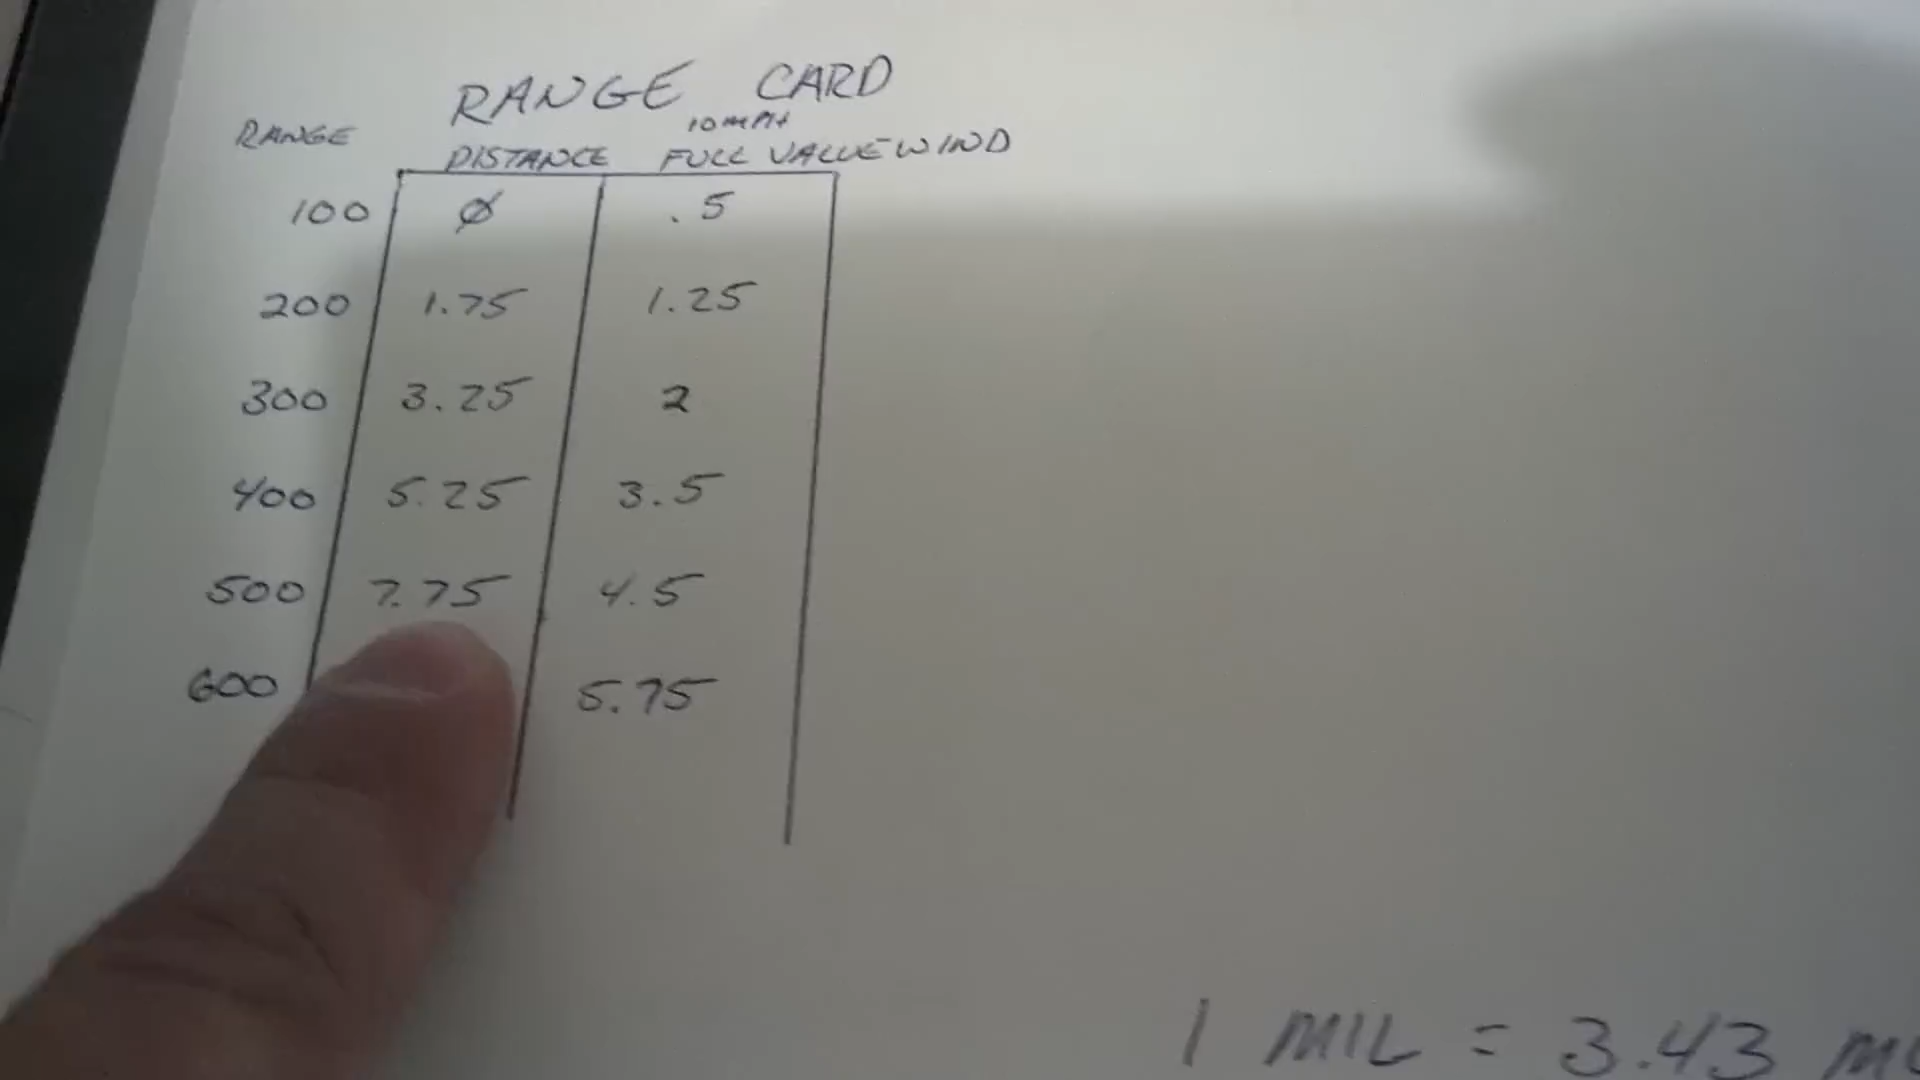 RANGE CARD
RANGE DISTANCE 10MPH FULL VALUE WIND
100 Ø .5
200 1.75 1.25
300 3.25 2
400 5.25 3.5
500 7.75 4.5
600 5.75
1 MIL = 3.43